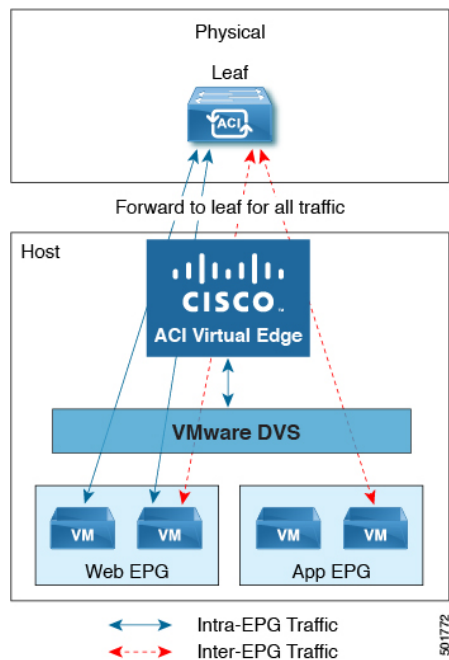 Physical
Leaf
ACI
Forward to leaf for all traffic
Host
CISCO™
ACI Virtual Edge
VMware DVS
VM VM VM VM
Web EPG App EPG
Intra-EPG Traffic
Inter-EPG Traffic
501772